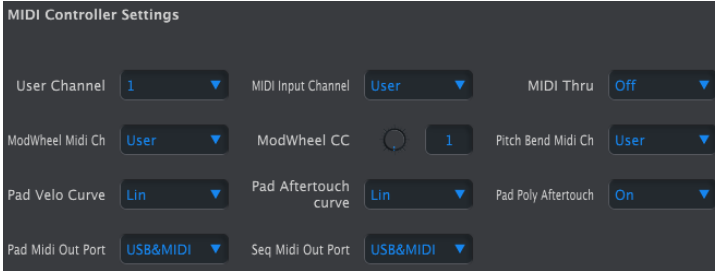 MIDI Controller Settings
User Channel 1 MIDI Input Channel User MIDI Thru Off
ModWheel Midi Ch User ModWheel CC 1 Pitch Bend Midi Ch User
Pad Velo Curve Lin Pad Aftertouch
curve Lin Pad Poly Aftertouch On
Pad Midi Out Port USB&MIDI Seq Midi Out Port USB&MIDI